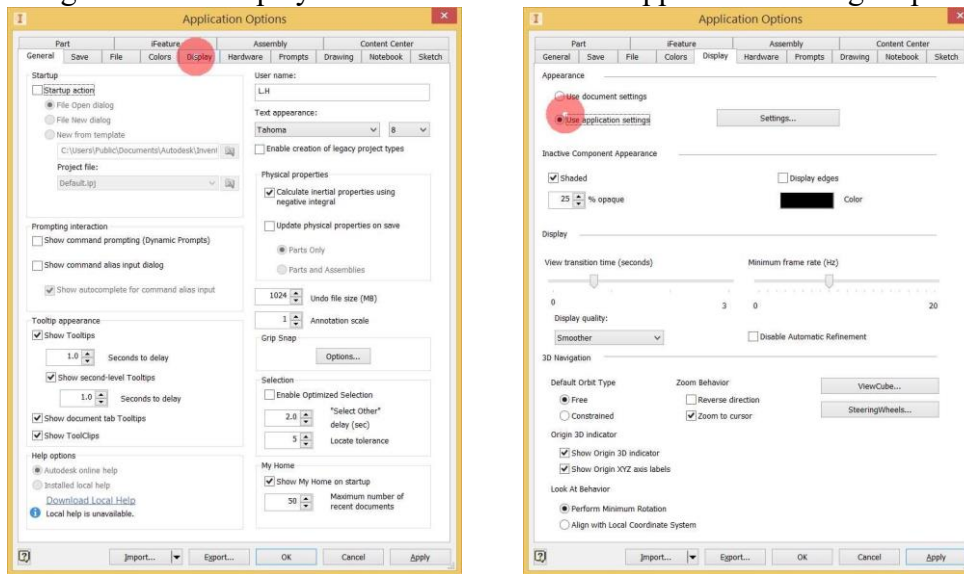 Application Options
Part iFeature Assembly Content Center
General Save File Colors Display Hardware Prompts Drawing Notebook Sketch
Startup
Startup action
File Open dialog
File New dialog
New from template
C:\Users\Public\Documents\Autodesk\Invent
Project file:
Default.ipj
Prompting interaction
Show command prompting (Dynamic Prompts)
Show command alias input dialog
Show autocomplete for command alias input
Tooltip appearance
Show Tooltips
1.0 Seconds to delay
Show second-level Tooltips
1.0 Seconds to delay
Show document tab Tooltips
Show ToolClips
Help options
Autodesk online help
Installed local help
Download Local Help
Local help is unavailable.
User name:
L.H
Text appearance:
Tahoma 8
Enable creation of legacy project types
Physical properties
Calculate inertial properties using
negative integral
Update physical properties on save
Parts Only
Parts and Assemblies
1024 Undo file size (MB)
1 Annotation scale
Grip Snap
Options...
Selection
Enable Optimized Selection
2.0 "Select Other"
delay (sec)
5 Locate tolerance
My Home
Show My Home on startup
50 Maximum number of
recent documents
Import... Export... OK Cancel Apply
Application Options
Part iFeature Assembly Content Center
General Save File Colors Display Hardware Prompts Drawing Notebook Sketch
Appearance
Use document settings
Use application settings Settings...
Inactive Component Appearance
Shaded Display edges
25 % opaque Color
Display
View transition time (seconds) Minimum frame rate (Hz)
0 3 0 20
Display quality:
Smoother Disable Automatic Refinement
3D Navigation
Default Orbit Type Zoom Behavior ViewCube...
Free Reverse direction
Constrained Zoom to cursor SteeringWheels...
Origin 3D indicator
Show Origin 3D indicator
Show Origin XYZ axis labels
Look At Behavior
Perform Minimum Rotation
Align with Local Coordinate System
Import... Export... OK Cancel Apply